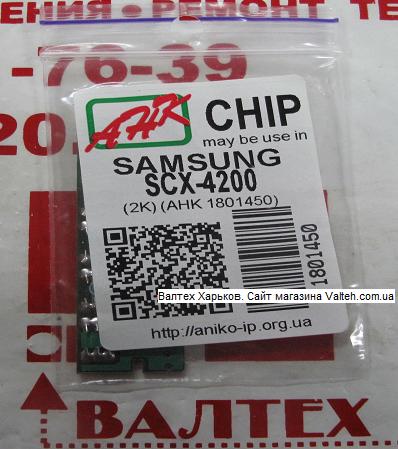 ЕНИЯ • РЕМОНТ
-76-39
20.
AHK
CHIP
may be use in
SAMSUNG
SCX-4200
(2K) (AHK 1801450)
1801450
Валтех Харьков. Сайт магазина Valteh.com.ua
http://aniko-ip.org.ua
ВАЛТЕХ